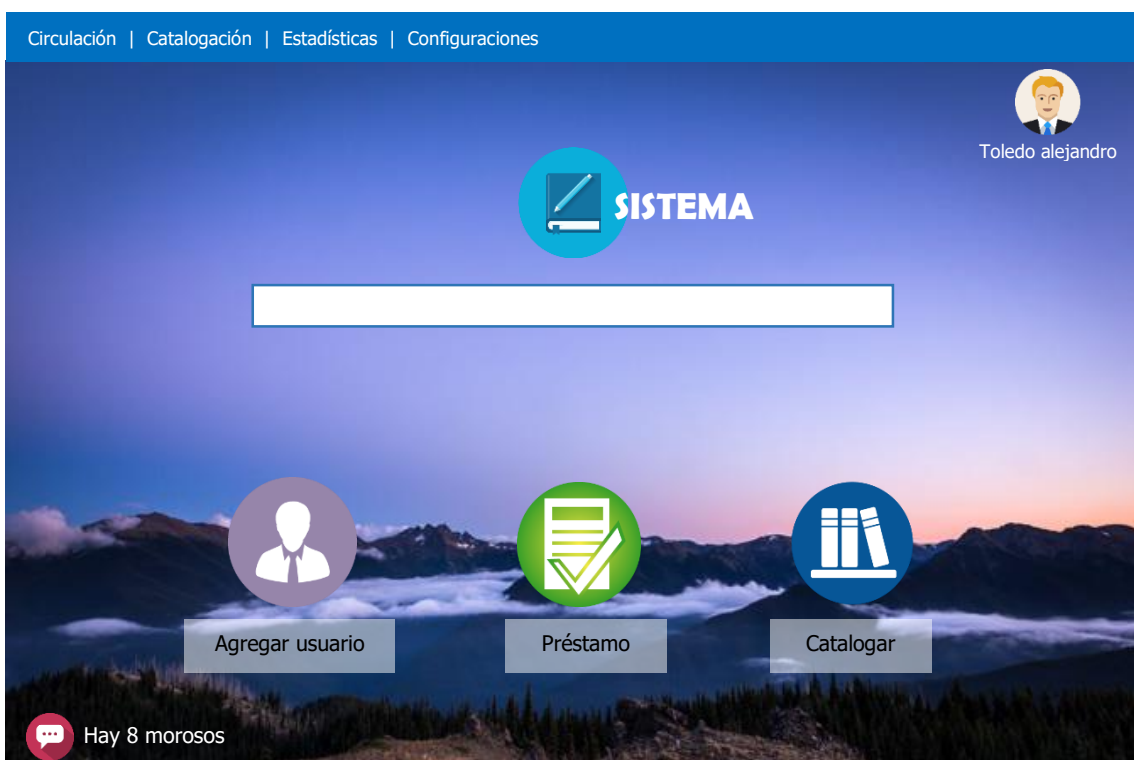 Circulación | Catalogación | Estadísticas | Configuraciones
Toledo alejandro
SISTEMA
Agregar usuario
Préstamo
Catalogar
Hay 8 morosos